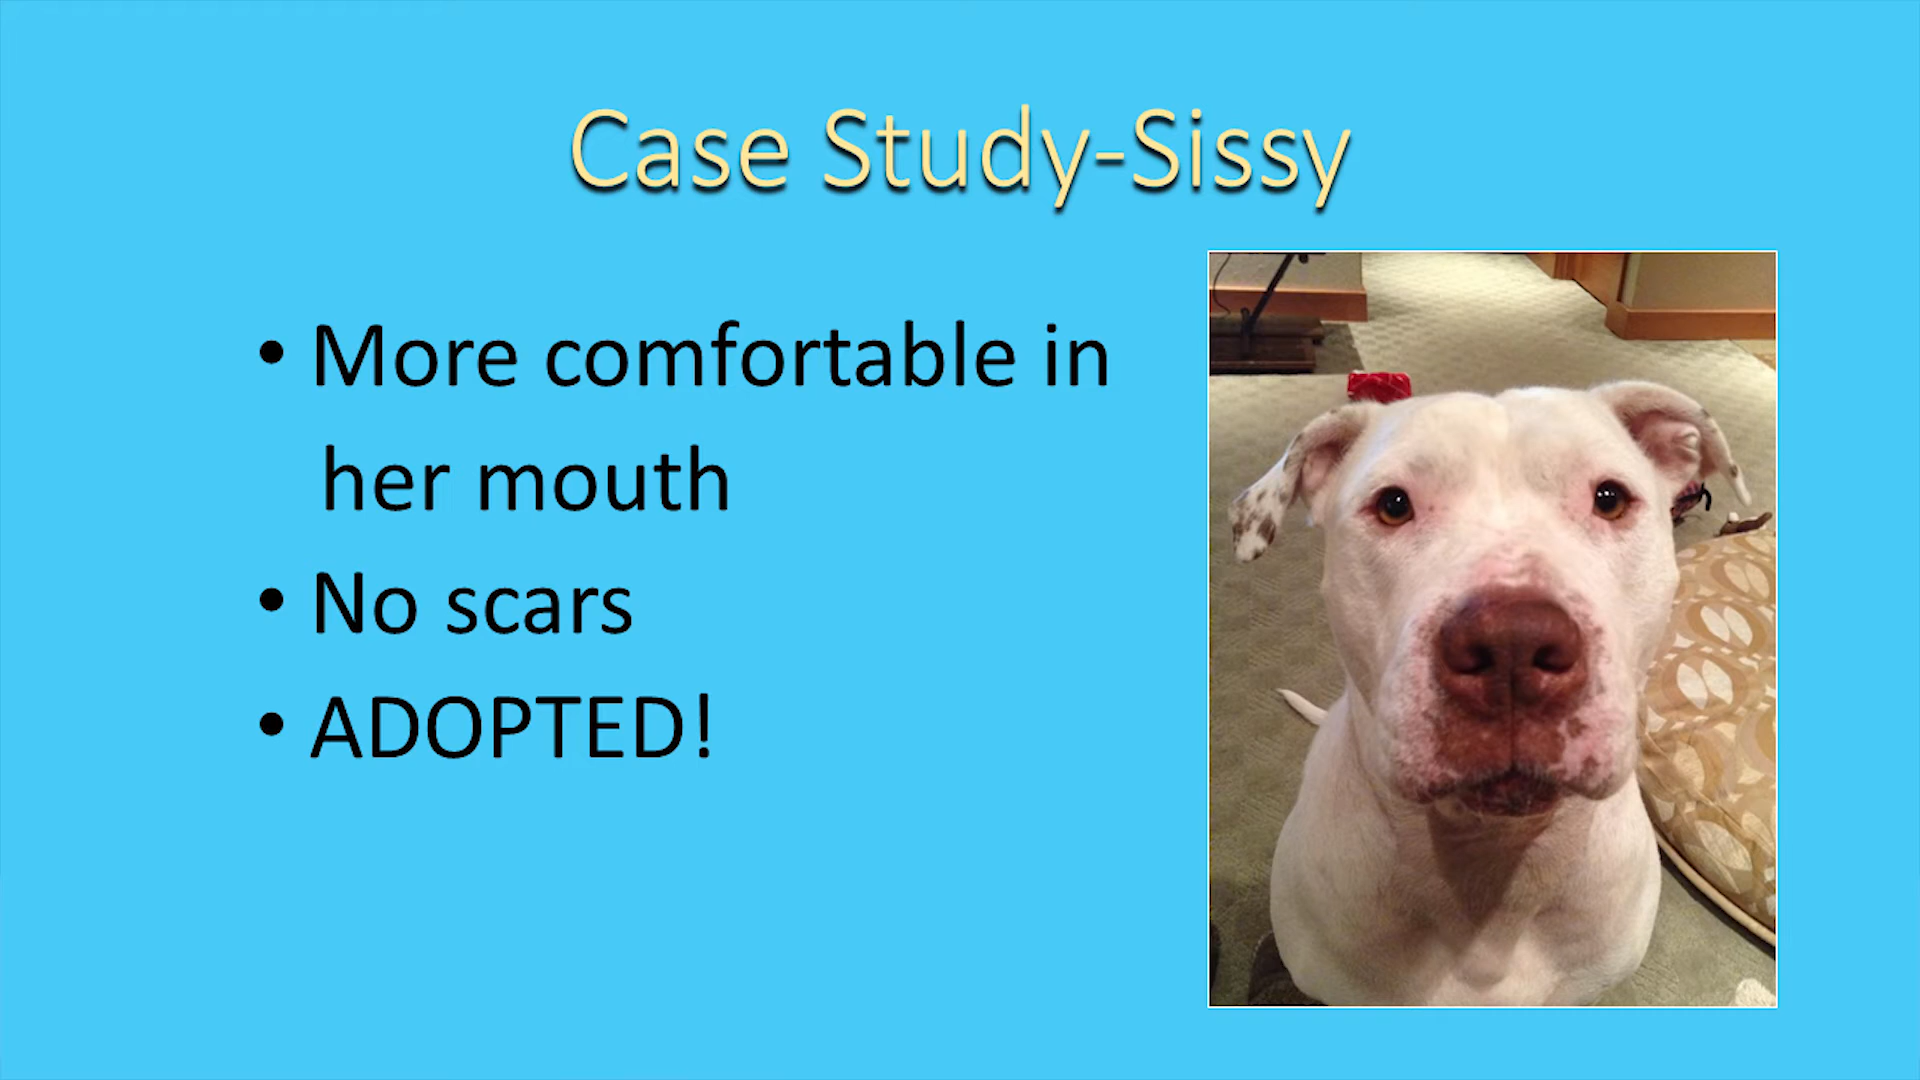 Case Study-Sissy
• More comfortable in
her mouth
• No scars
• ADOPTED!